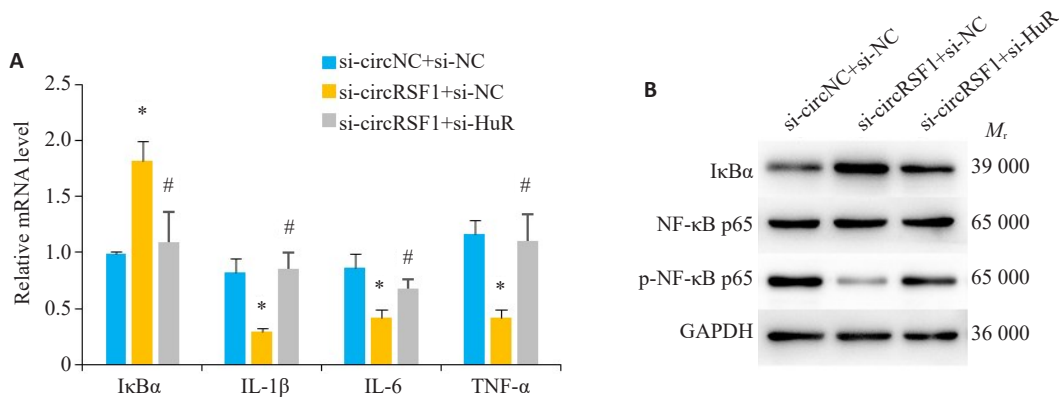 A
si-circNC+si-NC
si-circRSF1+si-NC
si-circRSF1+si-HuR
Relative mRNA level
2.5
2.0
1.5
1.0
0.5
0
*
#
*
#
*
#
*
#
IκBα
IL-1β
IL-6
TNF-α
B
si-circNC+si-NC
si-circRSF1+si-NC
si-circRSF1+si-HuR
Mr
IκBα
39 000
NF-κB p65
65 000
p-NF-κB p65
65 000
GAPDH
36 000